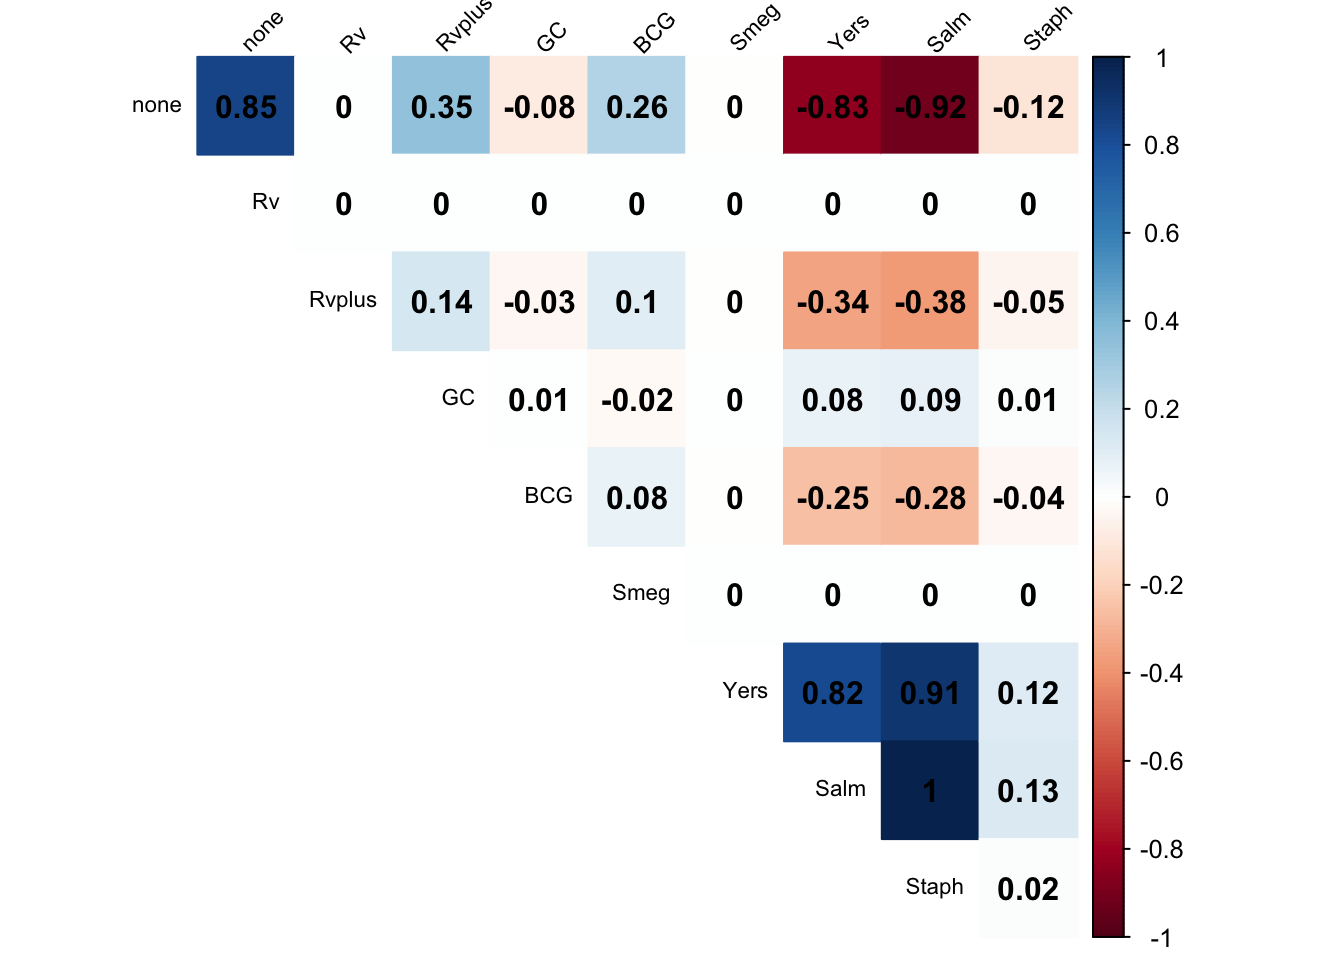 none Rv Rvplus GC BCG Smeg Yers Salm Staph
none 0.85 0 0.35 -0.08 0.26 0 -0.83 -0.92 -0.12
Rv 0 0 0 0 0 0 0 0
Rvplus 0.14 -0.03 0.1 0 -0.34 -0.38 -0.05
GC 0.01 -0.02 0 0.08 0.09 0.01
BCG 0.08 0 -0.25 -0.28 -0.04
Smeg 0 0 0 0
Yers 0.82 0.91 0.12
Salm 1 0.13
Staph 0.02
1
0.8
0.6
0.4
0.2
0
-0.2
-0.4
-0.6
-0.8
-1